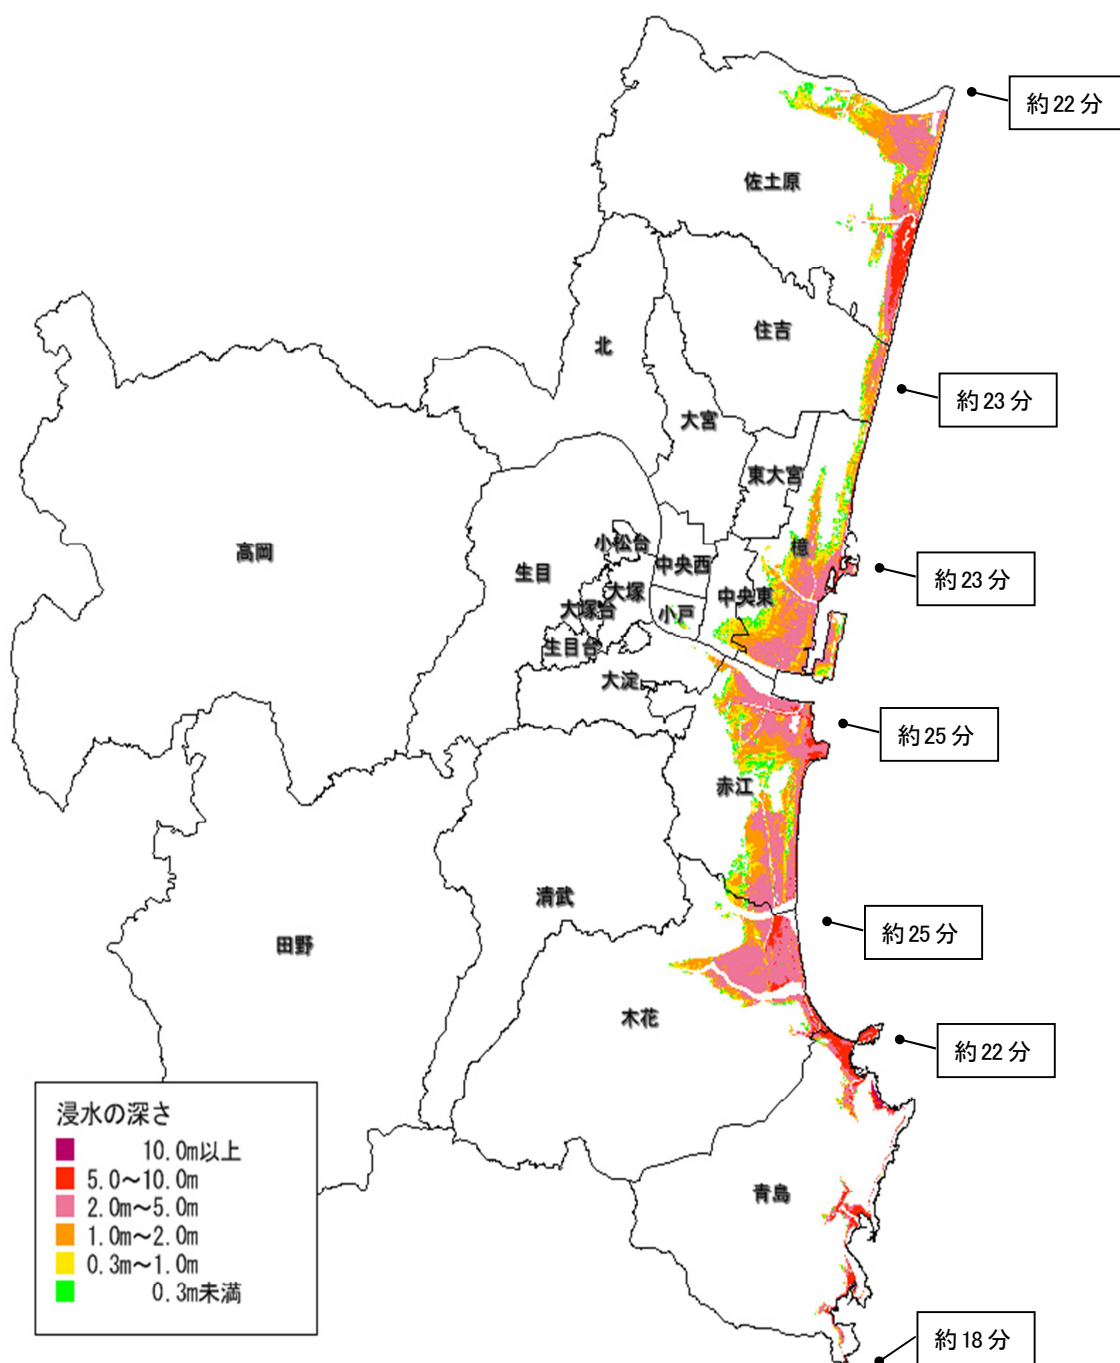 約22分
佐土原
住吉
北
約23分
大宮
東大宮
檍
小松台
高岡
中央西
生目
約23分
大塚
中央東
大塚台
小戸
生目台
大淀
約25分
赤江
清武
約25分
田野
木花
約22分
浸水の深さ
10.0m以上
5.0～10.0m
2.0m～5.0m
青島
1.0m～2.0m
0.3m～1.0m
0.3m未満
約18分